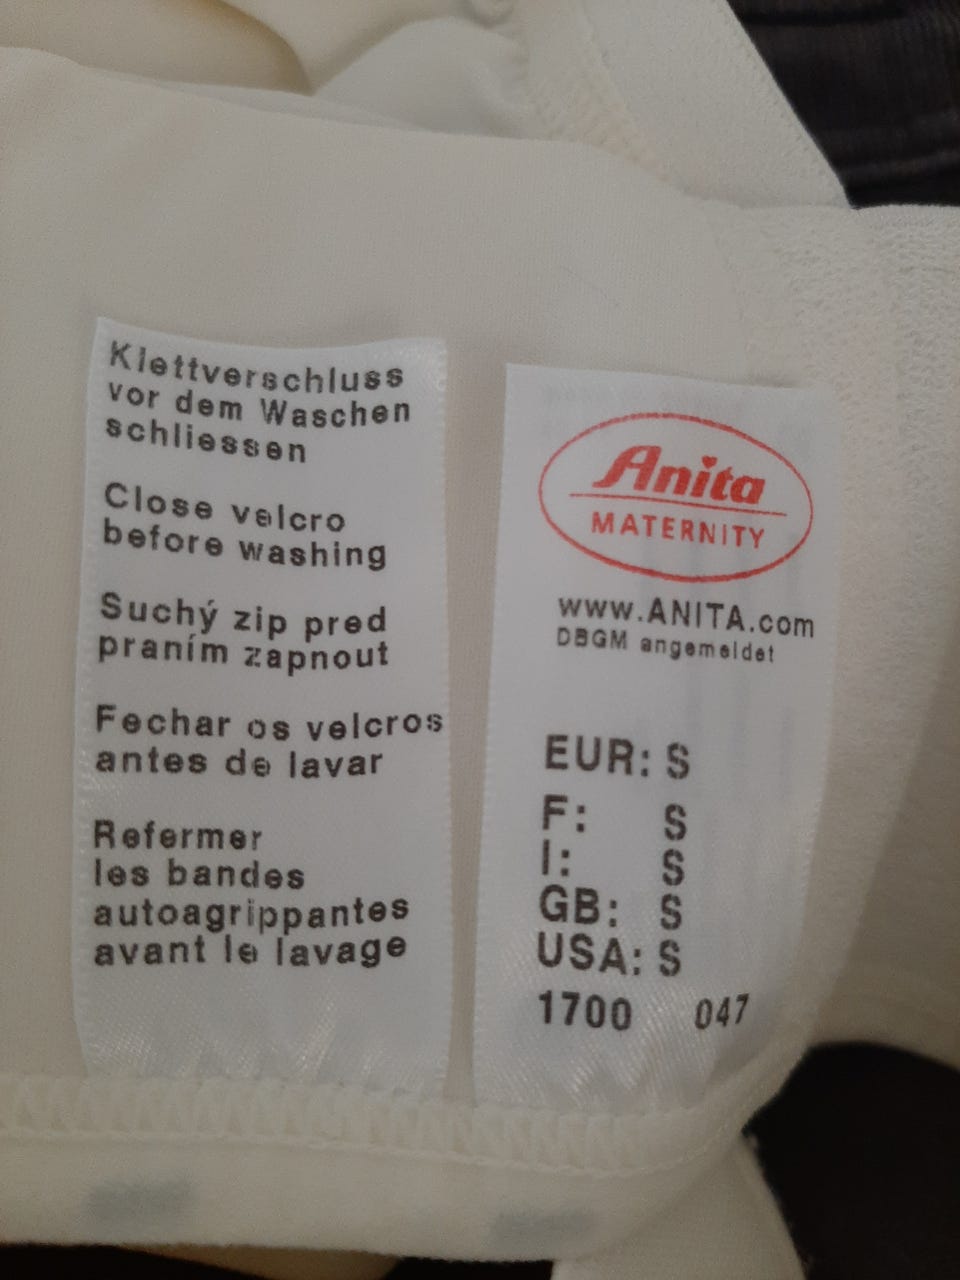 Klettverschluss
vor dem Waschen
schliessen
Close velcro
before washing
Suchý zip pred
praním zapnout
Fechar os velcros
antes de lavar
Refermer
les bandes
autoagrippantes
avant le lavage
Anita
MATERNITY
www.ANITA.com
DBGM angemeldet
EUR: S
F: S
I: S
GB: S
USA: S
1700 047